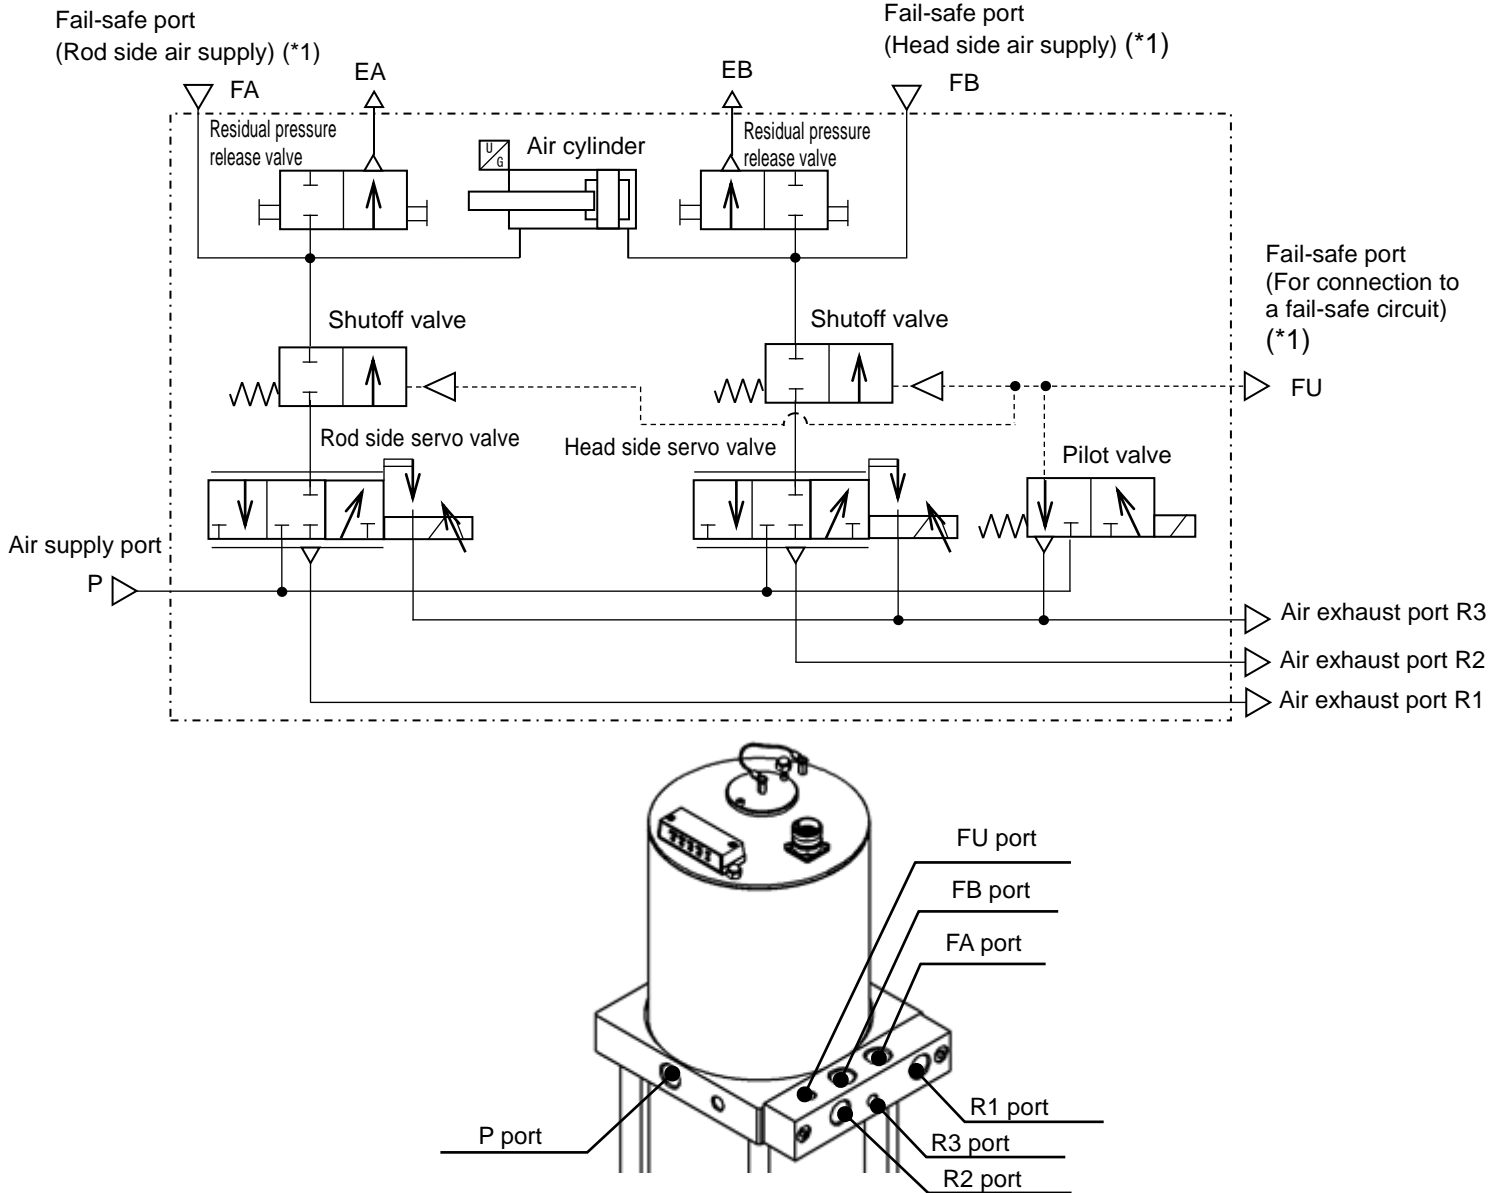 Fail-safe port
(Rod side air supply) (*1)
Fail-safe port
(Head side air supply) (*1)
FA
EA
EB
FB
Residual pressure
release valve
U
G
Air cylinder
Residual pressure
release valve
Fail-safe port
(For connection to
a fail-safe circuit)
(*1)
Shutoff valve
Shutoff valve
FU
Rod side servo valve
Head side servo valve
Pilot valve
Air supply port
P
Air exhaust port R3
Air exhaust port R2
Air exhaust port R1
FU port
FB port
FA port
R1 port
P port
R3 port
R2 port